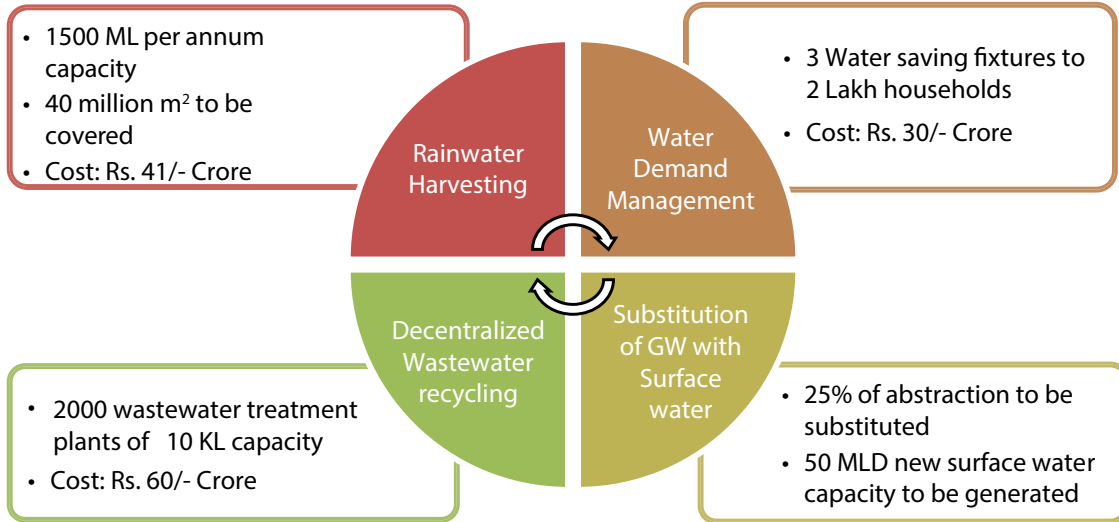 • 1500 ML per annum
capacity
• 40 million m² to be
covered
• Cost: Rs. 41/- Crore
• 3 Water saving fixtures to
2 Lakh households
• Cost: Rs. 30/- Crore
Rainwater
Harvesting
Water
Demand
Management
Decentralized
Wastewater
recycling
Substitution
of GW with
Surface
water
• 2000 wastewater treatment
plants of 10 KL capacity
• Cost: Rs. 60/- Crore
• 25% of abstraction to be
substituted
• 50 MLD new surface water
capacity to be generated